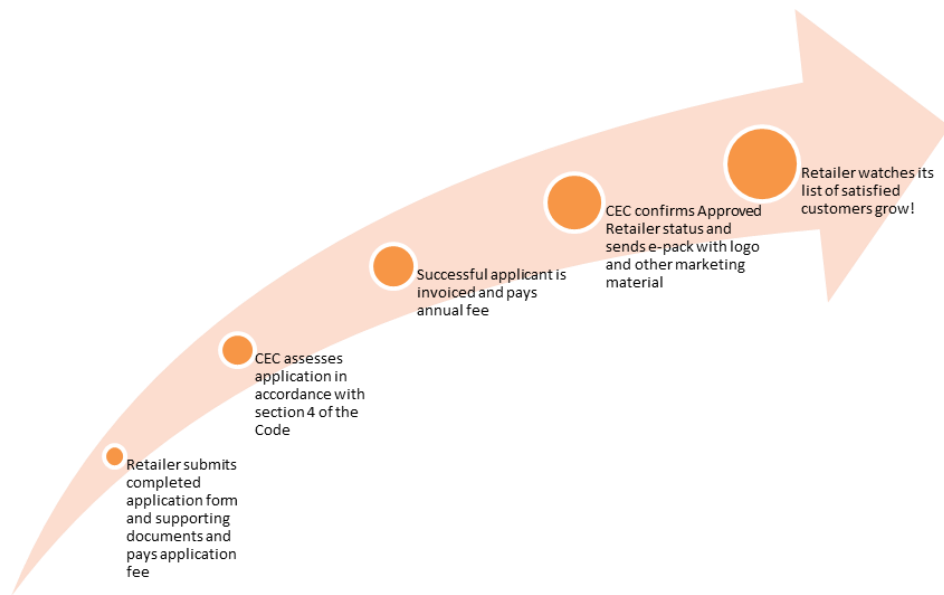 Retailer submits
completed
application form
and supporting
documents and
pays application
fee
CEC assesses
application in
accordance with
section 4 of the
Code
Successful applicant is
invoiced and pays
annual fee
CEC confirms Approved
Retailer status and
sends e-pack with logo
and other marketing
material
Retailer watches its
list of satisfied
customers grow!